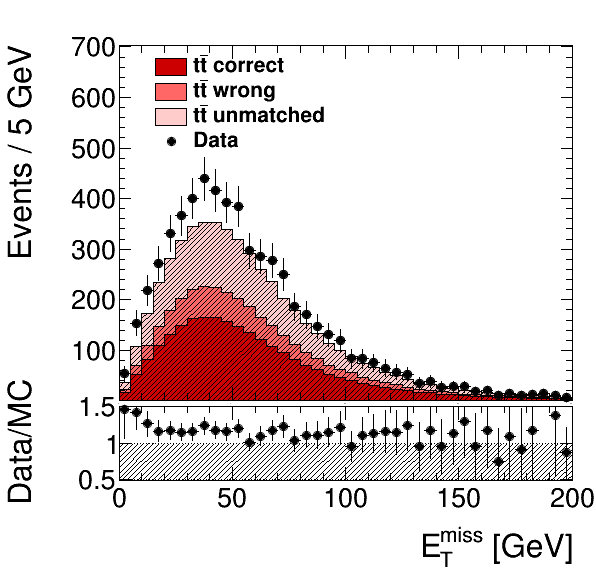 Events / 5 GeV
700
600
500
400
300
200
100
tt̄ correct
tt̄ wrong
tt̄ unmatched
Data
Data/MC
1.5
1
0.5
0 50 100 150 200
E_T^miss [GeV]